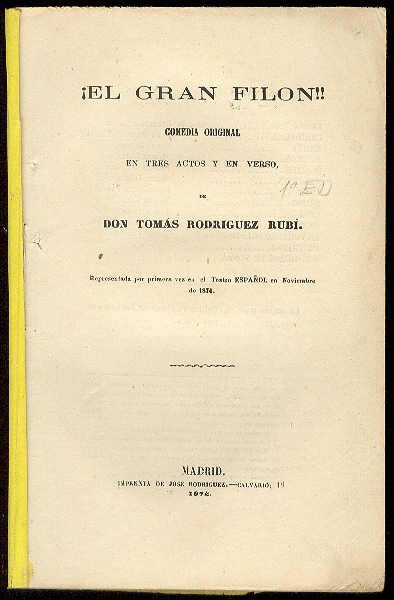 ¡EL GRAN FILON!!
COMEDIA ORIGINAL
EN TRES ACTOS Y EN VERSO,
1ª ED
DE
DON TOMÁS RODRIGUEZ RUBÍ.
Representada por primera vez en el Teatro ESPAÑOL en Noviembre
de 1874.
MADRID.
IMPRENTA DE JOSÉ RODRIGUEZ.—CALVARIO,
1874.